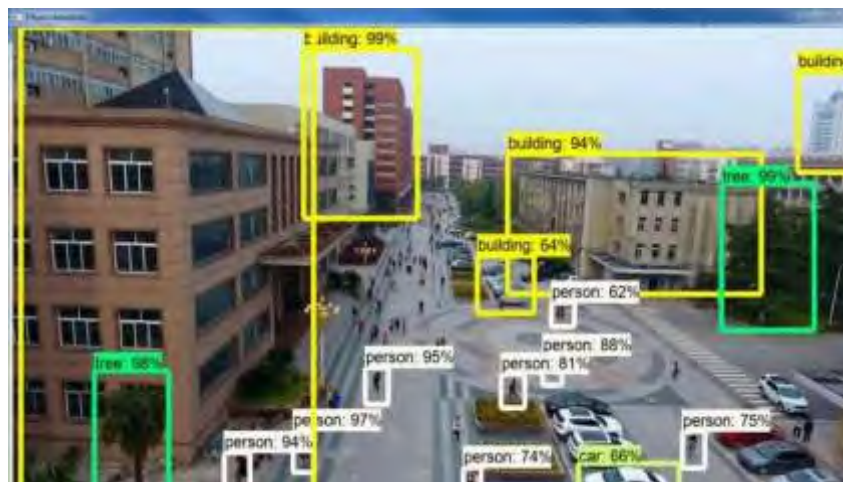 building: 99%
building
building: 94%
tree: 99%
building: 64%
person: 62%
person: 88%
person: 95%
person: 81%
tree: 98%
person: 97%
person: 75%
person: 94%
person: 74%
car: 66%